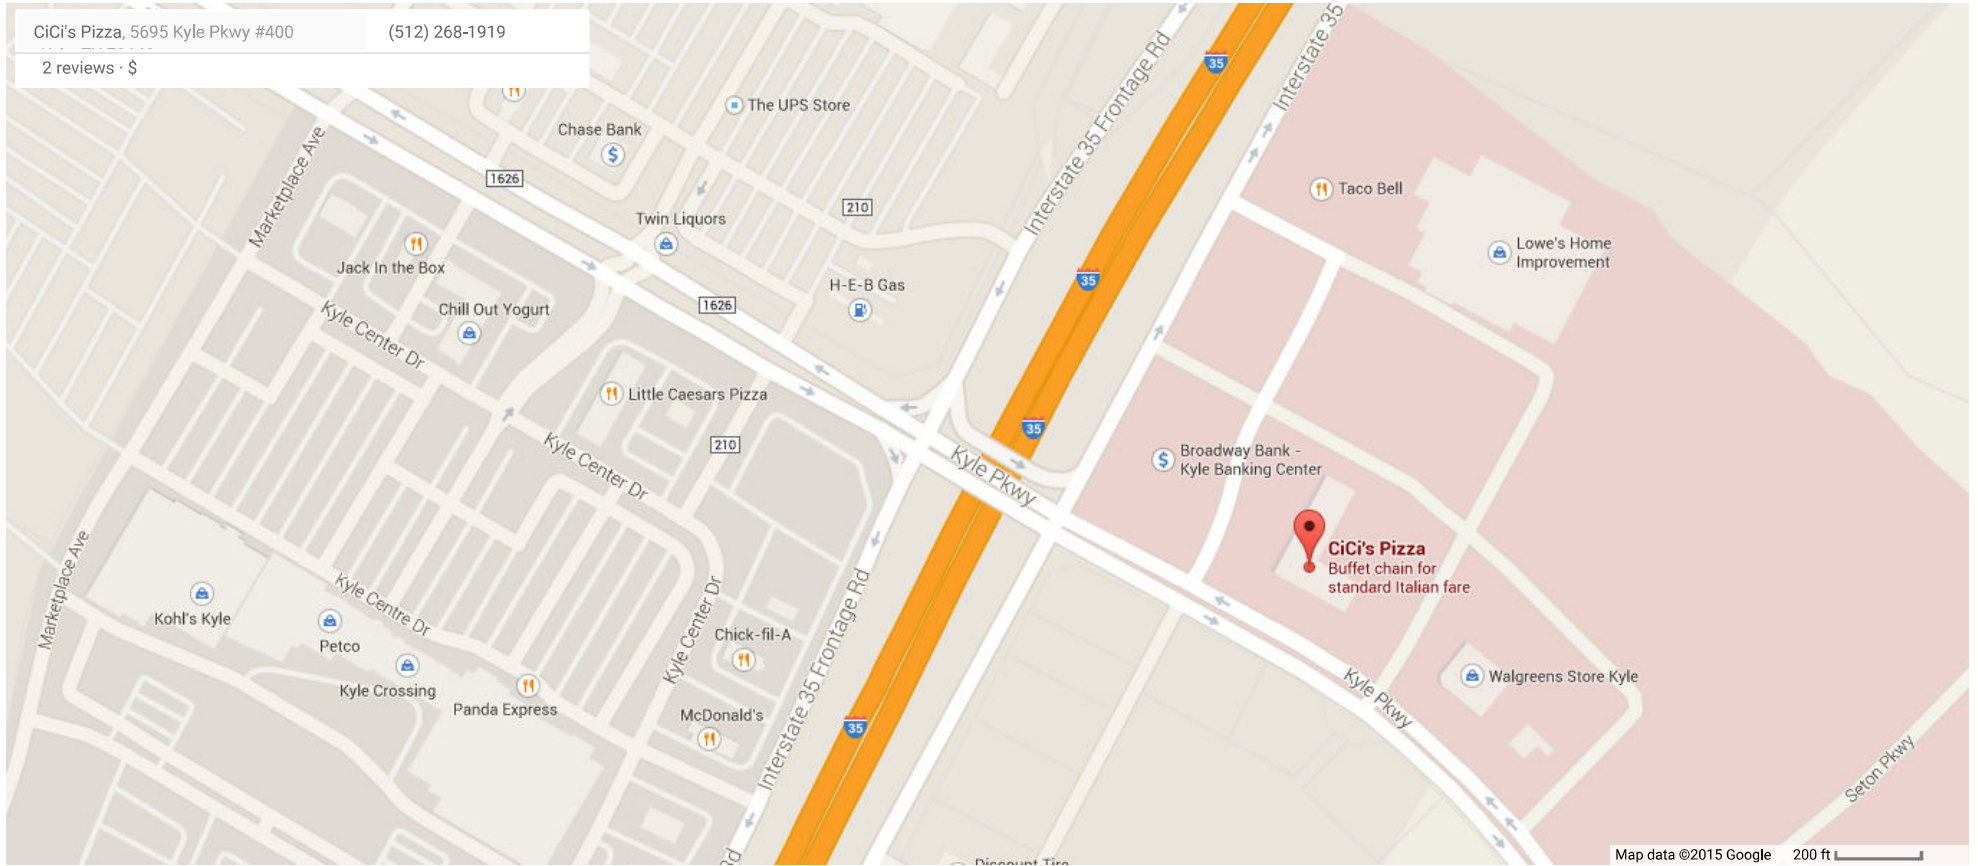 CiCi's Pizza, 5695 Kyle Pkwy #400
(512) 268-1919
2 reviews · $
Interstate 35 Frontage Rd
35
Interstate 35
The UPS Store
Chase Bank
Marketplace Ave
1626
Taco Bell
210
Twin Liquors
Lowe's Home
Improvement
Jack In the Box
35
H-E-B Gas
Chill Out Yogurt
1626
Kyle Center Dr
Little Caesars Pizza
35
210
Kyle Center Dr
Kyle Pkwy
Broadway Bank -
Kyle Banking Center
CiCi's Pizza
Buffet chain for
standard Italian fare
Marketplace Ave
Kohl's Kyle
Kyle Centre Dr
Petco
Kyle Crossing
Panda Express
Kyle Center Dr
Chick-fil-A
Interstate 35 Frontage Rd
McDonald's
35
Walgreens Store Kyle
Kyle Pkwy
Seton Pkwy
Rd
Discount Tire
Map data ©2015 Google
200 ft